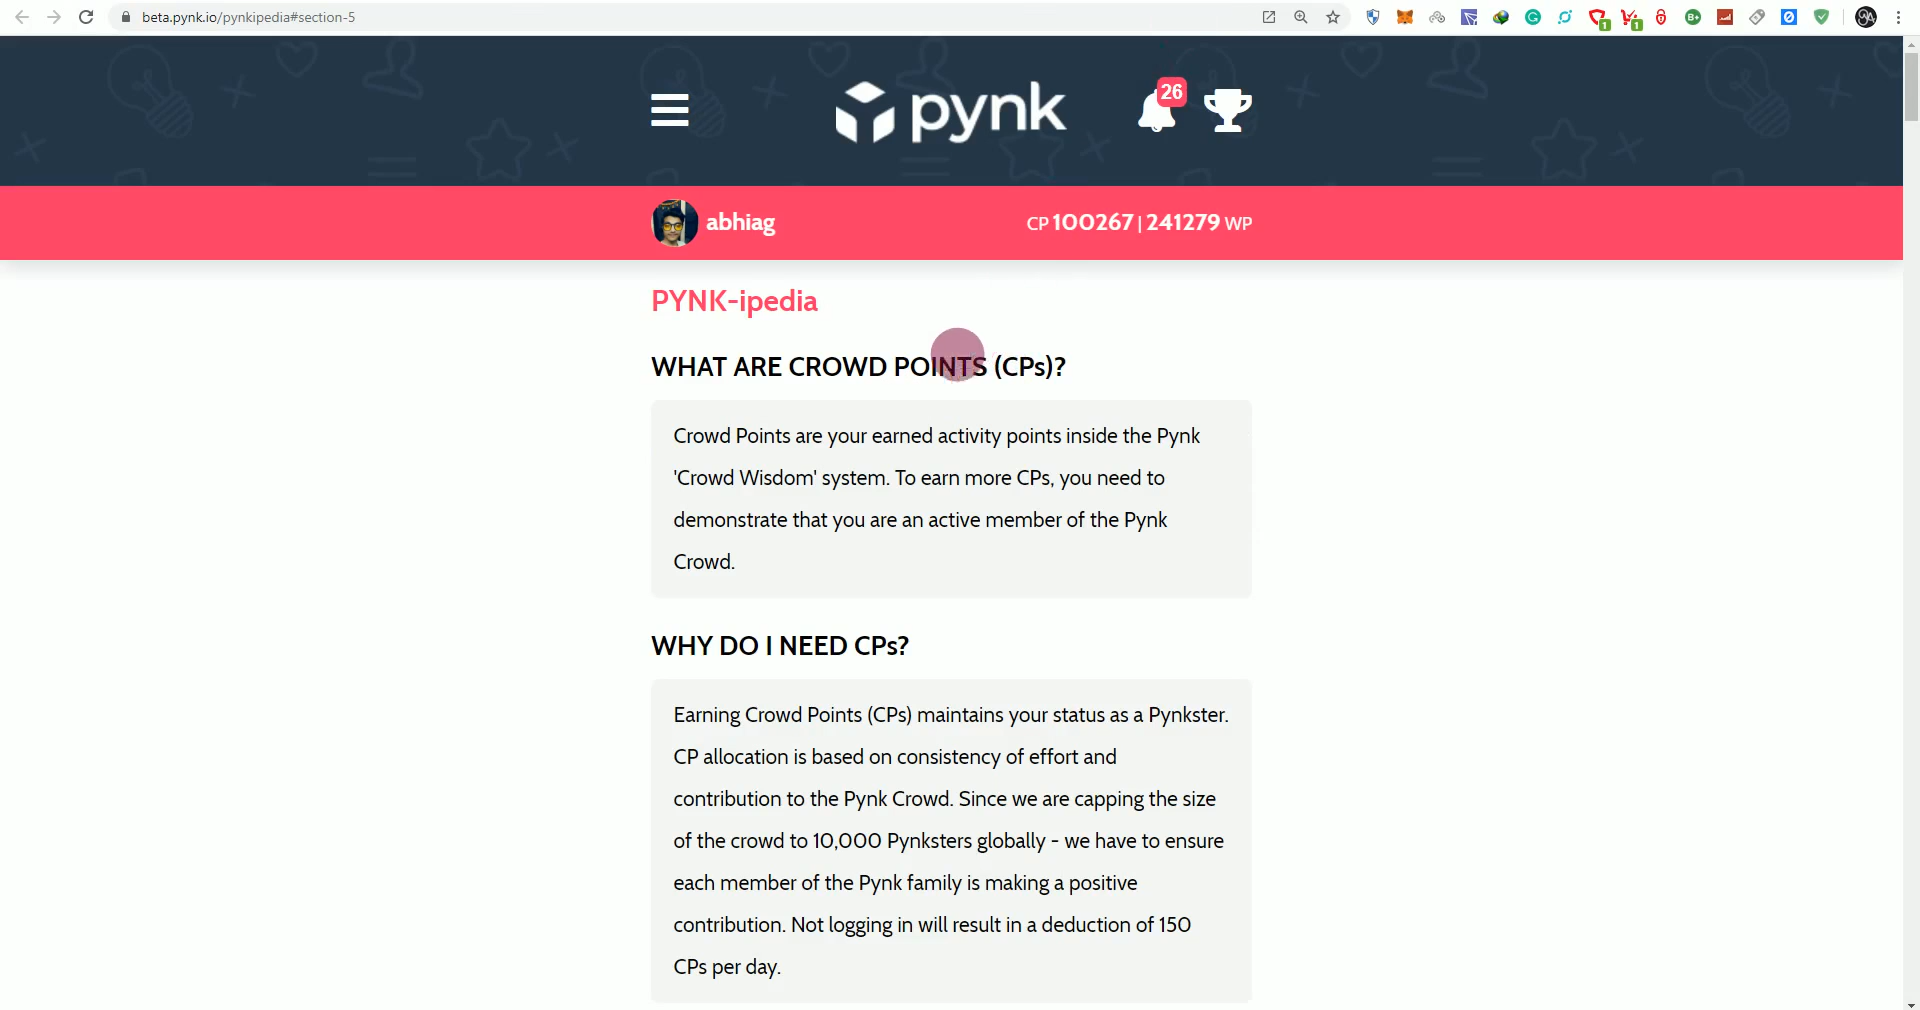 beta.pynk.io/pynkipedia#section-5
pynk
26
abhiag
CP 100267 | 241279 WP
PYNK-ipedia
WHAT ARE CROWD POINTS (CPs)?
Crowd Points are your earned activity points inside the Pynk
'Crowd Wisdom' system. To earn more CPs, you need to
demonstrate that you are an active member of the Pynk
Crowd.
WHY DO I NEED CPs?
Earning Crowd Points (CPs) maintains your status as a Pynkster.
CP allocation is based on consistency of effort and
contribution to the Pynk Crowd. Since we are capping the size
of the crowd to 10,000 Pynksters globally - we have to ensure
each member of the Pynk family is making a positive
contribution. Not logging in will result in a deduction of 150
CPs per day.